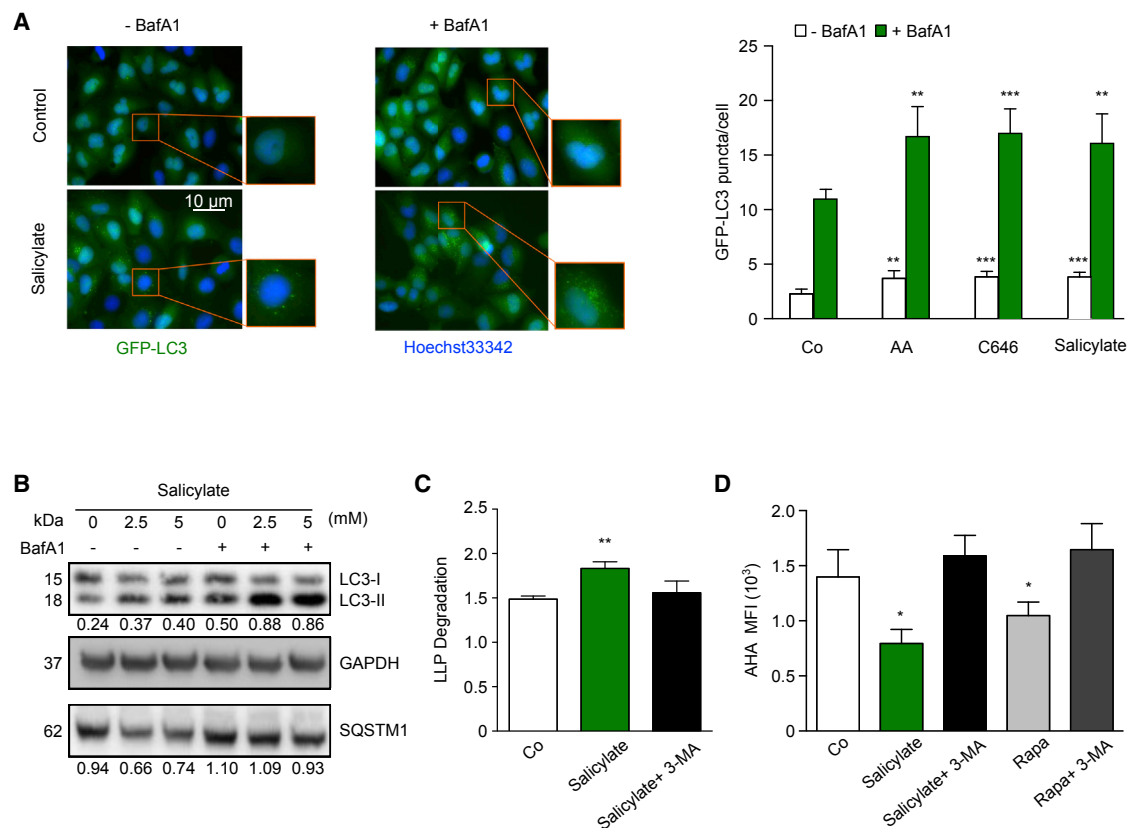 A
- BafA1
+ BafA1
Control
Salicylate
10 µm
GFP-LC3
Hoechst33342
- BafA1 + BafA1
GFP-LC3 puncta/cell
25
20
15
10
5
0
** *** **
** *** ***
Co AA C646 Salicylate
B
Salicylate
kDa 0 2.5 5 0 2.5 5 (mM)
BafA1 - - - + + +
15 LC3-I
18 LC3-II
0.24 0.37 0.40 0.50 0.88 0.86
37 GAPDH
62 SQSTM1
0.94 0.66 0.74 1.10 1.09 0.93
C
LLP Degradation
2.5
2.0
1.5
1.0
0.5
0
**
Co Salicylate Salicylate+ 3-MA
D
AHA MFI (10³)
2.0
1.5
1.0
0.5
0
* *
Co Salicylate Salicylate+ 3-MA Rapa Rapa+ 3-MA